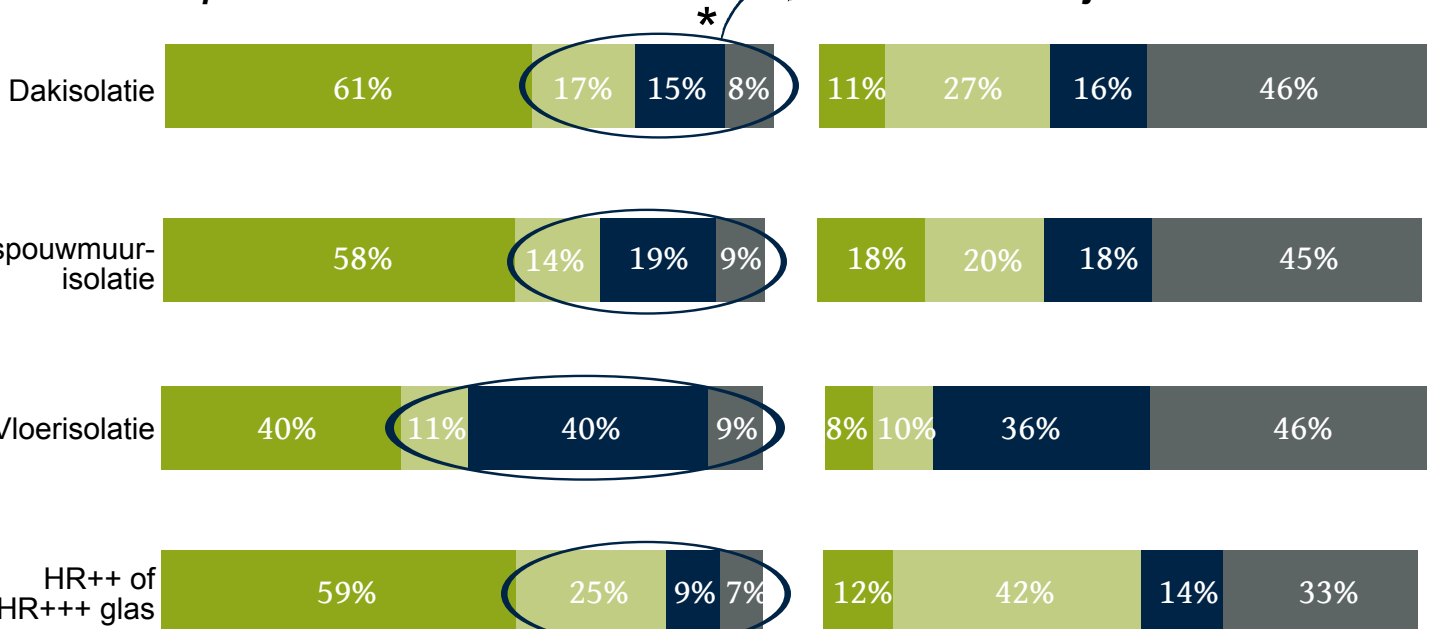 *
Dakisolatie 61% 17% 15% 8% 11% 27% 16% 46%
spouwmuur-
isolatie 58% 14% 19% 9% 18% 20% 18% 45%
Vloerisolatie 40% 11% 40% 9% 8% 10% 36% 46%
HR++ of
HR+++ glas 59% 25% 9% 7% 12% 42% 14% 33%